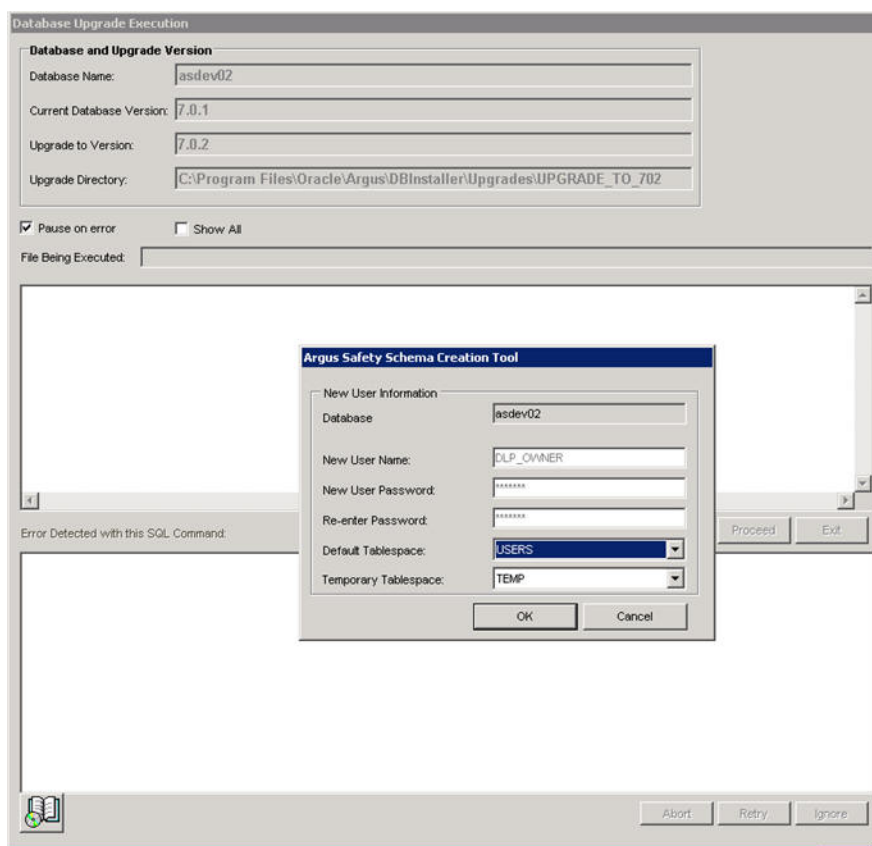 Database Upgrade Execution
Database and Upgrade Version
Database Name: asdev02
Current Database Version: 7.0.1
Upgrade to Version: 7.0.2
Upgrade Directory: C:\Program Files\Oracle\Argus\DBInstaller\Upgrades\UPGRADE_TO_702
Pause on error Show All
File Being Executed:
Argus Safety Schema Creation Tool
New User Information
Database asdev02
New User Name: DLP_OWNER
New User Password: *******
Re-enter Password: *******
Default Tablespace: USERS
Temporary Tablespace: TEMP
OK Cancel
Error Detected with this SQL Command:
Proceed Exit
Abort Retry Ignore